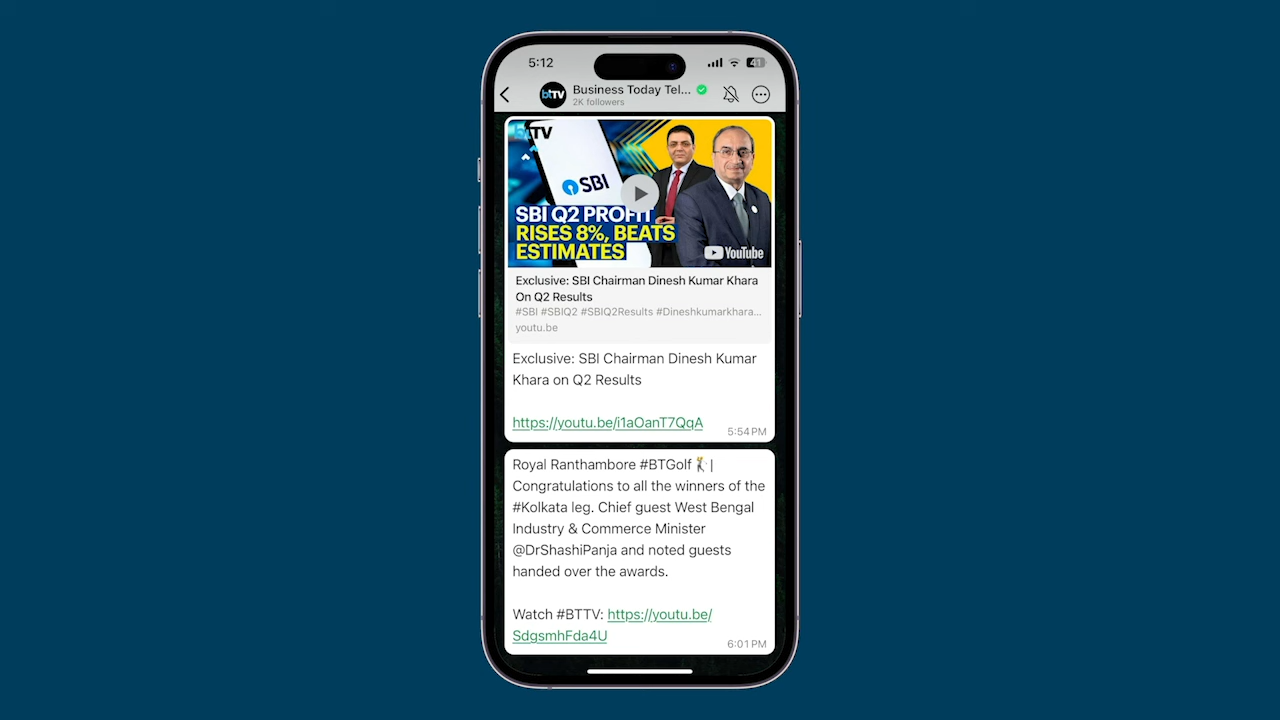 5:12
41
btTV
Business Today Tel...
2K followers
btTV
SBI
SBI Q2 PROFIT
RISES 8%, BEATS
ESTIMATES
YouTube
Exclusive: SBI Chairman Dinesh Kumar Khara
On Q2 Results
#SBI #SBIQ2 #SBIQ2Results #Dineshkumarkhara...
youtu.be
Exclusive: SBI Chairman Dinesh Kumar
Khara on Q2 Results
https://youtu.be/i1aOanT7QqA
5:54 PM
Royal Ranthambore #BTGolf🏌|
Congratulations to all the winners of the
#Kolkata leg. Chief guest West Bengal
Industry & Commerce Minister
@DrShashiPanja and noted guests
handed over the awards.
Watch #BTTV: https://youtu.be/
SdgsmhFda4U
6:01 PM